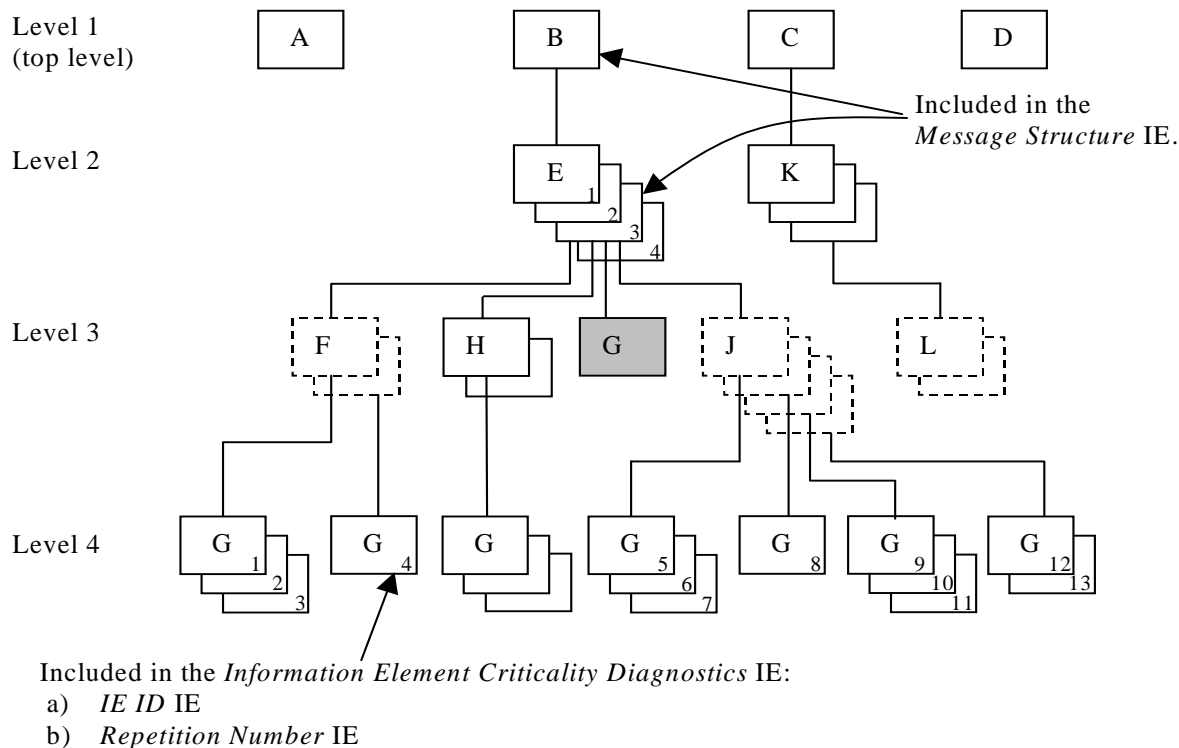 Level 1
(top level)
A
B
C
D
Included in the
Message Structure IE.
Level 2
E
1
2
3
4
K
Level 3
F
H
G
J
L
Level 4
G
1
2
3
G
4
G
G
5
6
7
G
8
G
9
10
11
G
12
13
Included in the Information Element Criticality Diagnostics IE:
a) IE ID IE
b) Repetition Number IE